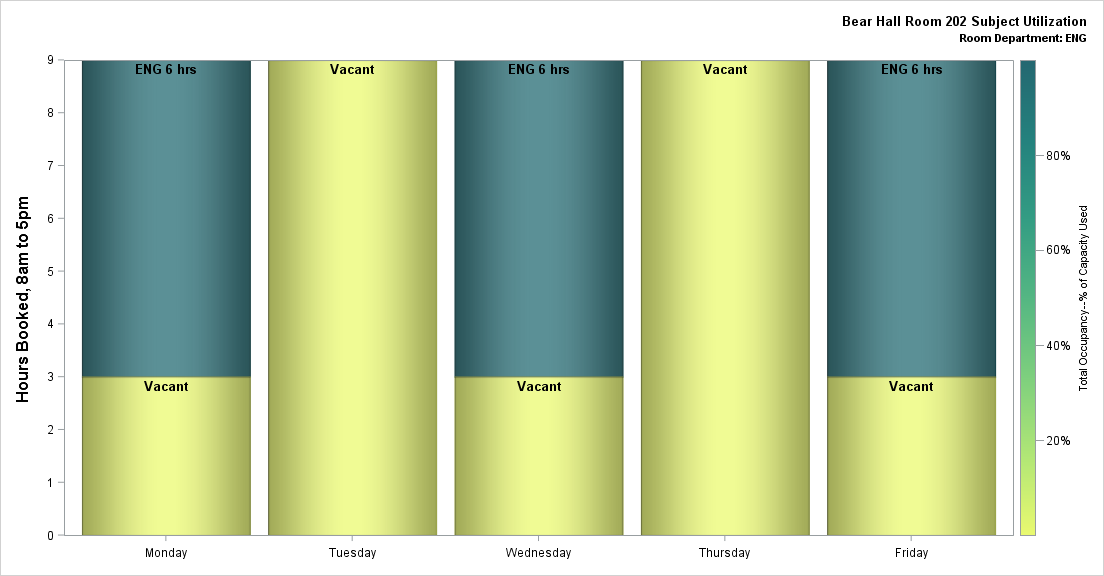 Bear Hall Room 202 Subject Utilization
Room Department: ENG
Hours Booked, 8am to 5pm
9
8
7
6
5
4
3
2
1
0
ENG 6 hrs
Vacant
Vacant
ENG 6 hrs
Vacant
Vacant
ENG 6 hrs
Vacant
Monday
Tuesday
Wednesday
Thursday
Friday
80%
60%
40%
20%
Total Occupancy--% of Capacity Used